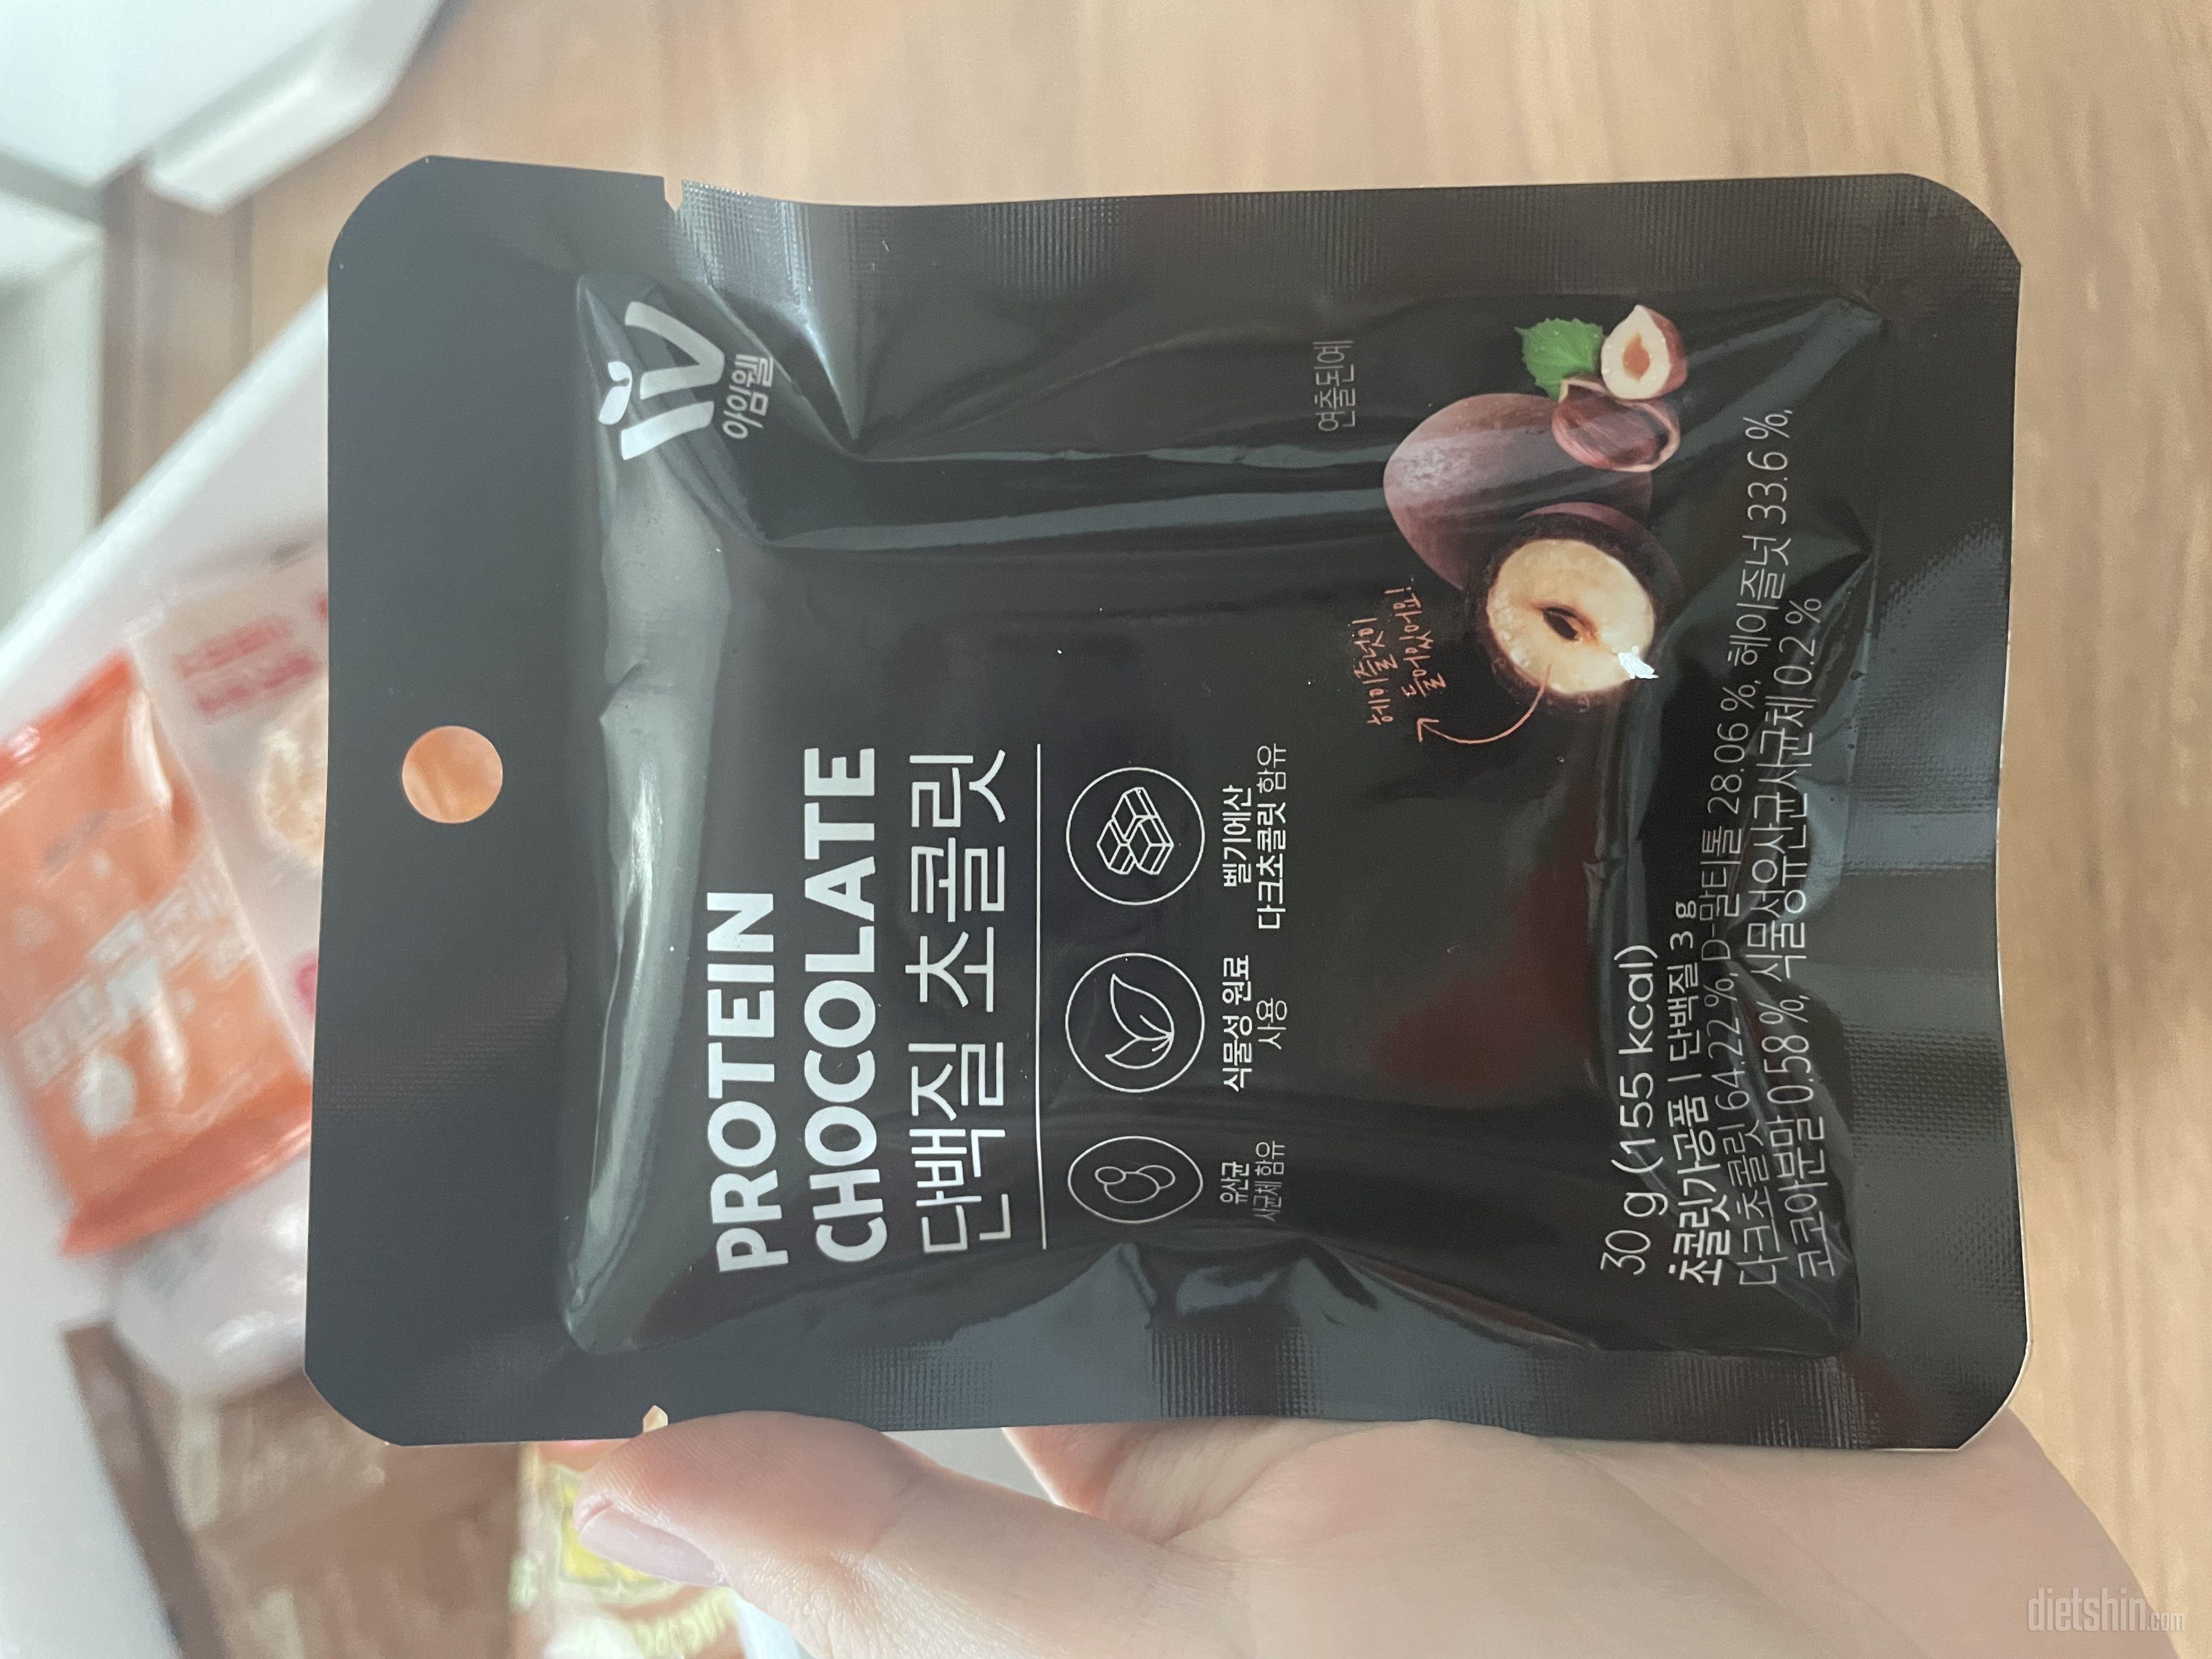 아임웰
PROTEIN
CHOCOLATE
단백질 초콜릿
유산균
사균체 함유
식물성 원료
사용
벨기에산
다크초콜릿 함유
연출된 예
헤이즐넛이
들어있어요!
30 g (155 kcal)
초콜릿가공품 | 단백질 3 g
다크초콜릿 64.22 %, D-말티톨 28.06 %, 헤이즐넛 33.6 %,
코코아분말 0.58 %, 식물성유산균사균체 0.2 %
dietshin.com